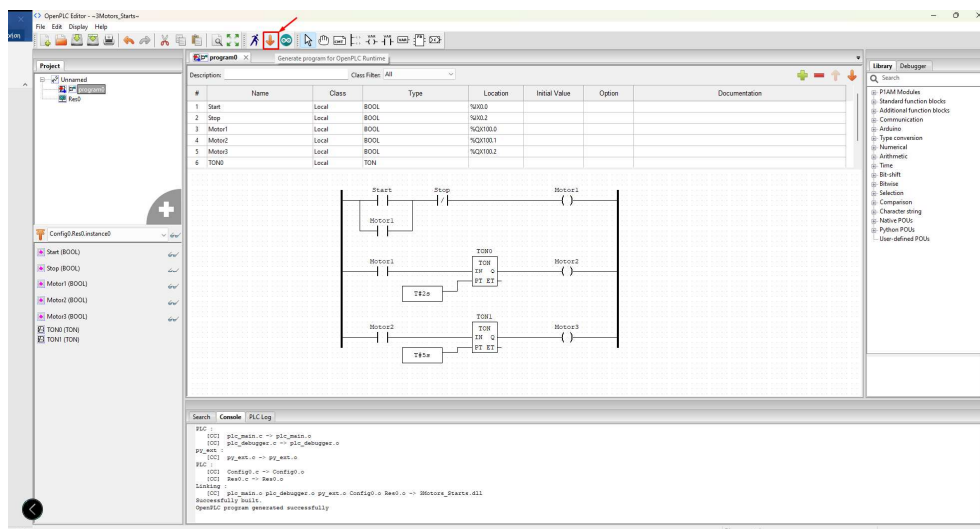 OpenPLC Editor - ~3Motors_Starts~
File Edit Display Help
Project
Unnamed
program0
Res0
program0
Generate program for OpenPLC Runtime
Description:
Class Filter: All
# Name Class Type Location Initial Value Option Documentation
1 Start Local BOOL %IX0.0
2 Stop Local BOOL %IX0.2
3 Motor1 Local BOOL %QX100.0
4 Motor2 Local BOOL %QX100.1
5 Motor3 Local BOOL %QX100.2
6 TON0 Local TON
Start Stop Motor1
Motor1
TON0
Motor1 TON Motor2
IN Q
PT ET
T#2s
TON1
Motor2 TON Motor3
IN Q
PT ET
T#5s
Config0.Res0.instance0
Start (BOOL)
Stop (BOOL)
Motor1 (BOOL)
Motor2 (BOOL)
Motor3 (BOOL)
TON0 (TON)
TON1 (TON)
Library Debugger
Search
P1AM Modules
Standard function blocks
Additional function blocks
Communication
Arduino
Type conversion
Numerical
Arithmetic
Time
Bit-shift
Bitwise
Selection
Comparison
Character string
Native POUs
Python POUs
User-defined POUs
Search Console PLC Log
PLC :
[CC] plc_main.c -> plc_main.o
[CC] plc_debugger.c -> plc_debugger.o
py_ext :
[CC] py_ext.c -> py_ext.o
PLC :
[CC] Config0.c -> Config0.o
[CC] Res0.c -> Res0.o
Linking :
[CC] plc_main.o plc_debugger.o py_ext.o Config0.o Res0.o -> 3Motors_Starts.dll
Successfully built.
OpenPLC program generated successfully